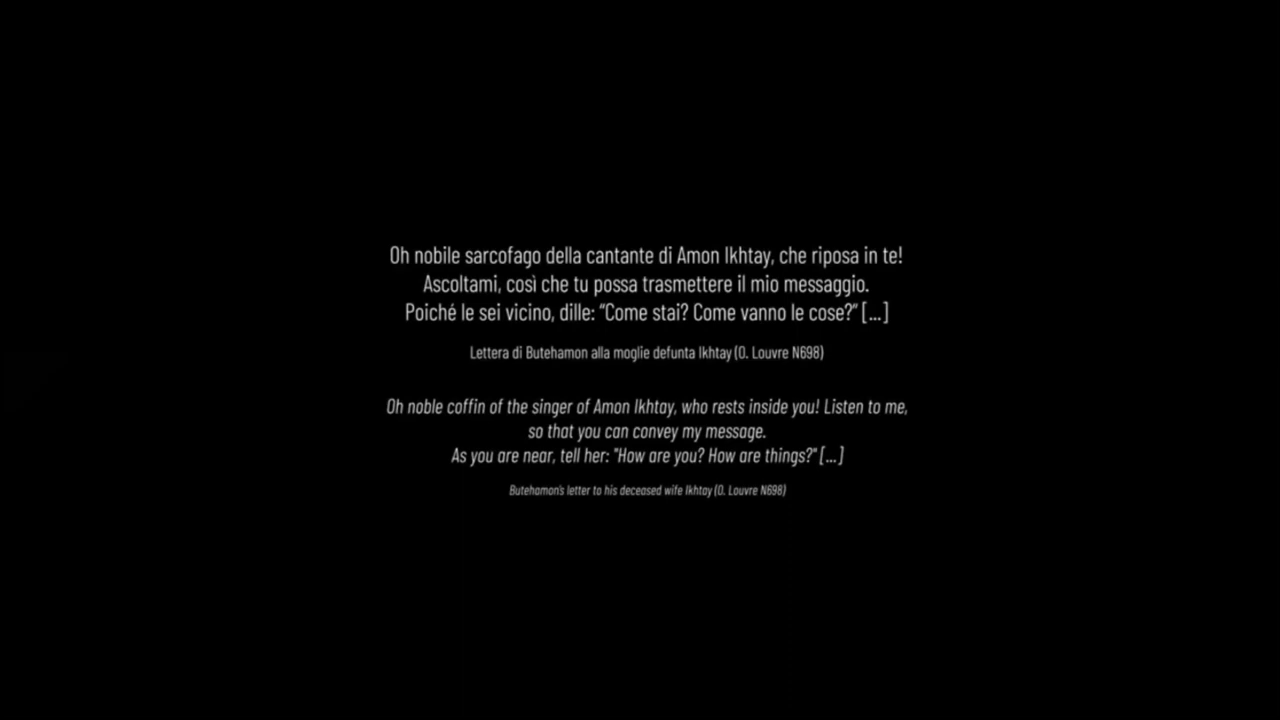 Oh nobile sarcofago della cantante di Amon Ikhtay, che riposa in te!
Ascoltami, così che tu possa trasmettere il mio messaggio.
Poiché le sei vicino, dille: “Come stai? Come vanno le cose?” [...]
Lettera di Butehamon alla moglie defunta Ikhtay (O. Louvre N698)
Oh noble coffin of the singer of Amon Ikhtay, who rests inside you! Listen to me,
so that you can convey my message.
As you are near, tell her: "How are you? How are things?" [...]
Butehamon's letter to his deceased wife Ikhtay (O. Louvre N698)